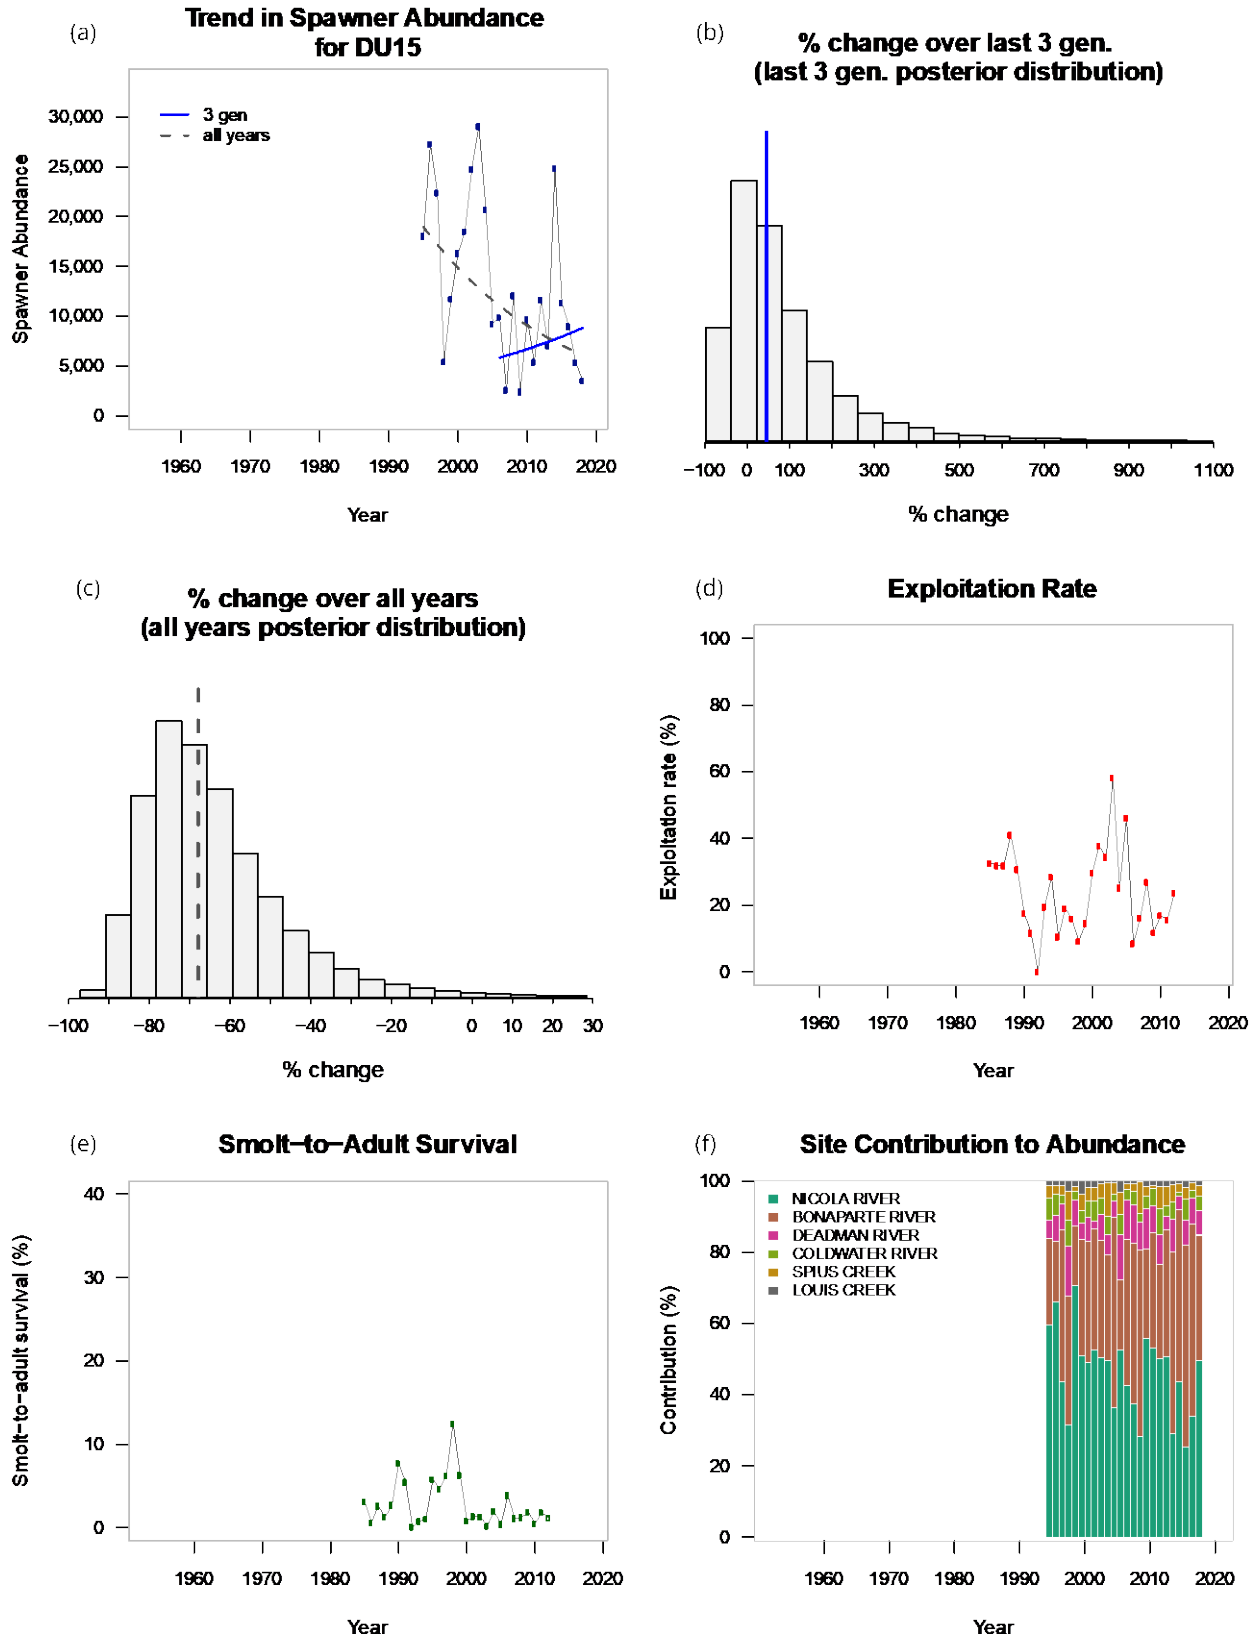 (a)
Trend in Spawner Abundance
for DU15
3 gen
all years
30,000
25,000
20,000
15,000
10,000
5,000
0
Spawner Abundance
1960 1970 1980 1990 2000 2010 2020
Year
(b)
% change over last 3 gen.
(last 3 gen. posterior distribution)
−100 0 100 300 500 700 900 1100
% change
(c)
% change over all years
(all years posterior distribution)
−100 −80 −60 −40 −20 0 10 20 30
% change
(d)
Exploitation Rate
100
80
60
40
20
0
Exploitation rate (%)
1960 1970 1980 1990 2000 2010 2020
Year
(e)
Smolt−to−Adult Survival
40
30
20
10
0
Smolt−to−adult survival (%)
1960 1970 1980 1990 2000 2010 2020
Year
(f)
Site Contribution to Abundance
NICOLA RIVER
BONAPARTE RIVER
DEADMAN RIVER
COLDWATER RIVER
SPIUS CREEK
LOUIS CREEK
100
80
60
40
20
0
Contribution (%)
1960 1970 1980 1990 2000 2010 2020
Year